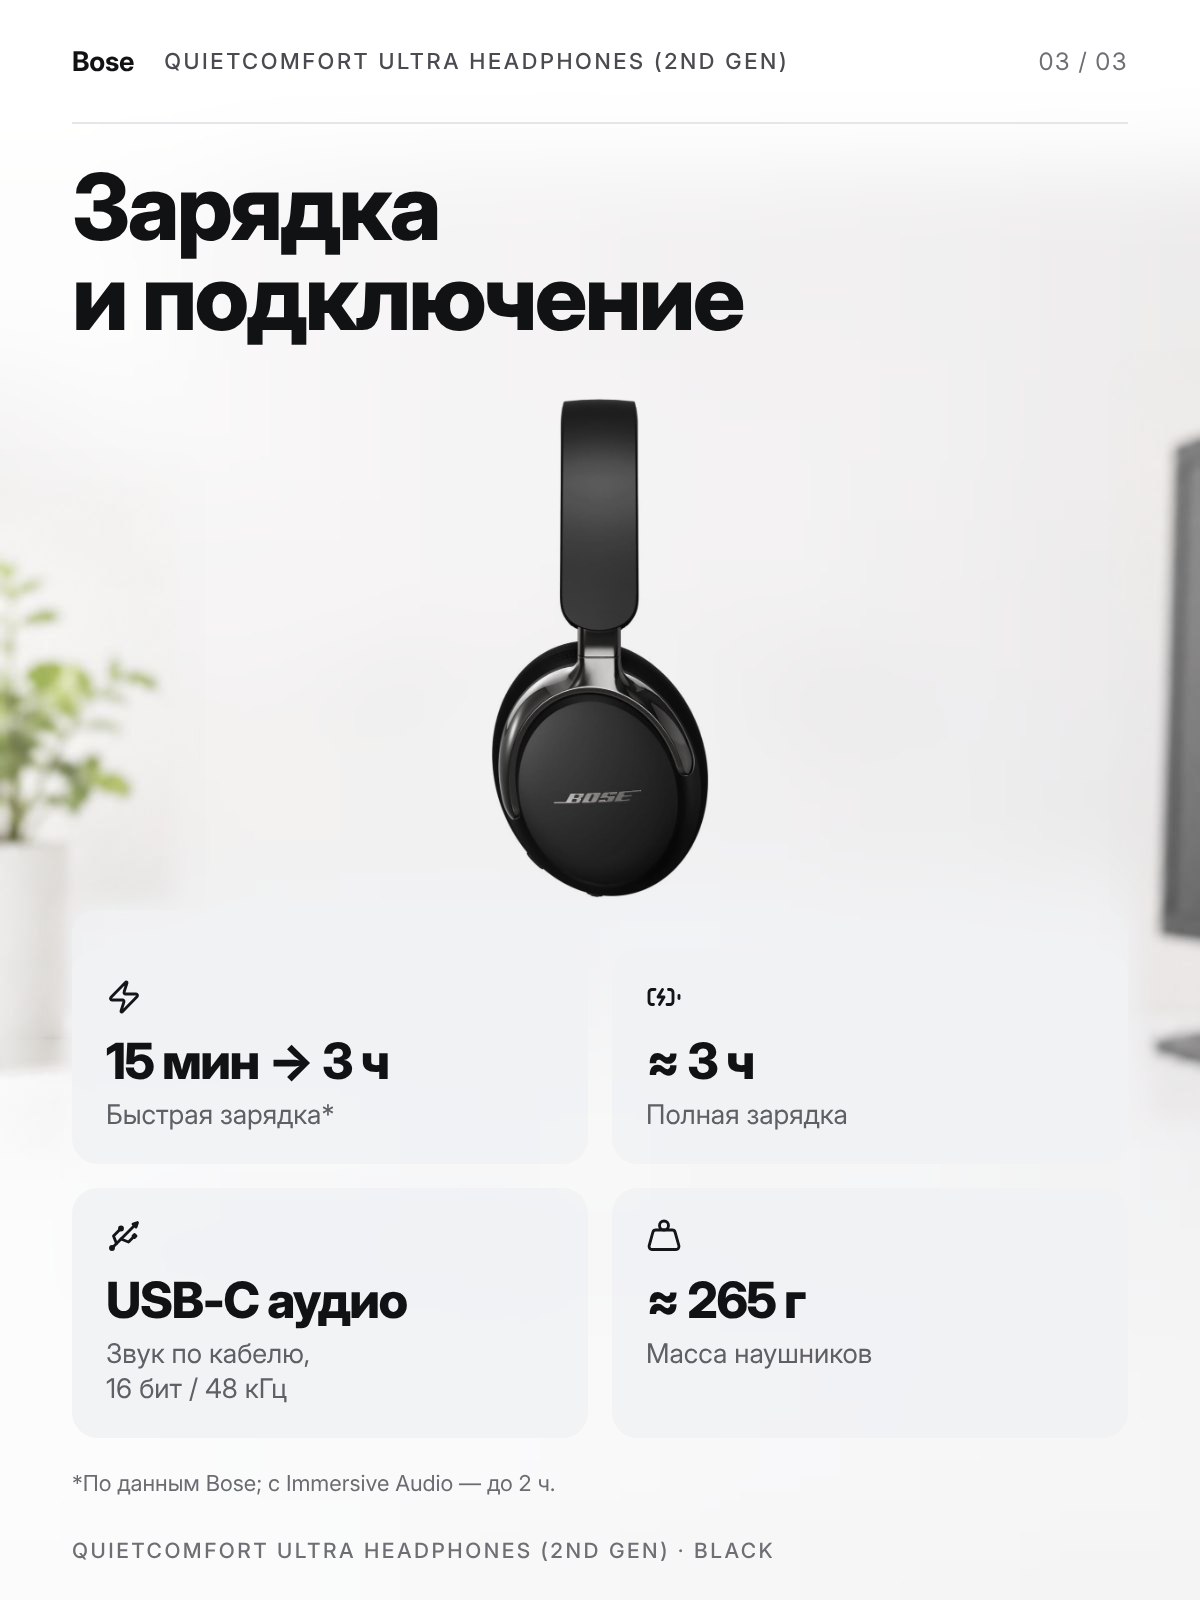 Bose QUIETCOMFORT ULTRA HEADPHONES (2ND GEN) 03 / 03
Зарядка
и подключение
BOSE
15 мин → 3 ч
Быстрая зарядка*
≈ 3 ч
Полная зарядка
USB-C аудио
Звук по кабелю,
16 бит / 48 кГц
≈ 265 г
Масса наушников
*По данным Bose; с Immersive Audio — до 2 ч.
QUIETCOMFORT ULTRA HEADPHONES (2ND GEN) · BLACK